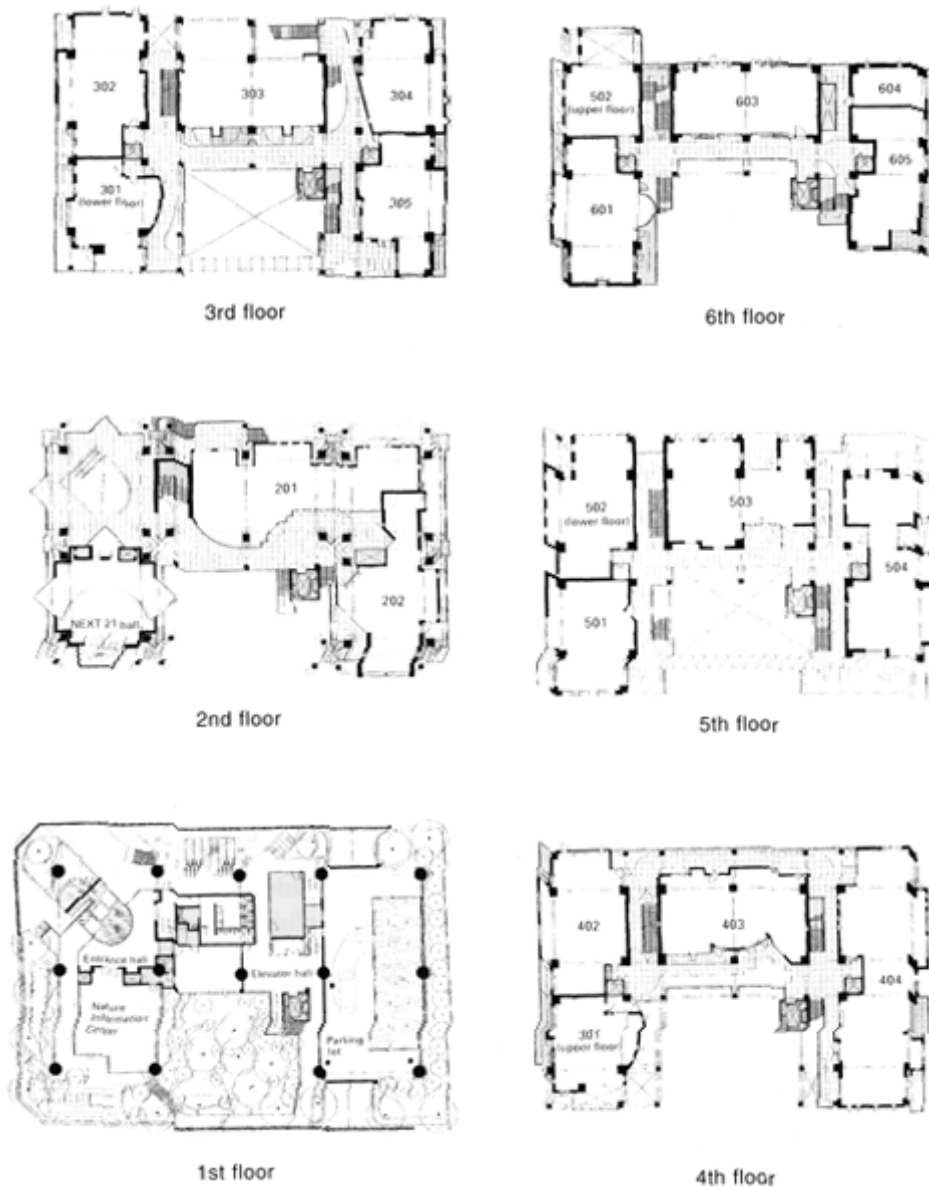 302
303
304
301
(lower floor)
305
3rd floor
502
(upper floor)
603
604
605
601
6th floor
201
NEXT 21 hall
202
2nd floor
502
(lower floor)
503
504
501
5th floor
Entrance hall
Elevator hall
Nature
Information
Center
Parking
lot
1st floor
402
403
404
301
(upper floor)
4th floor